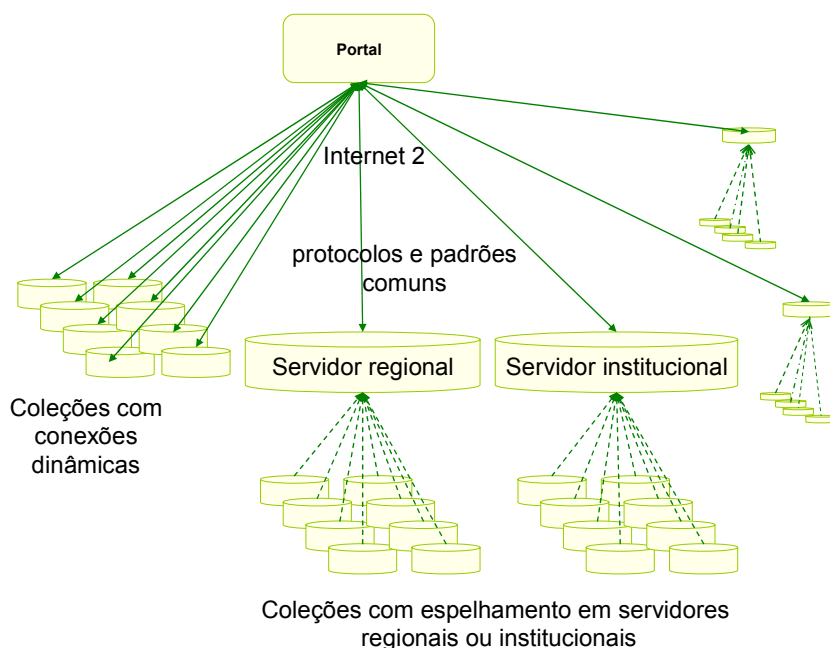 Portal
Internet 2
protocolos e padrões
comuns
Servidor regional
Servidor institucional
Coleções com
conexões
dinâmicas
Coleções com espelhamento em servidores
regionais ou institucionais